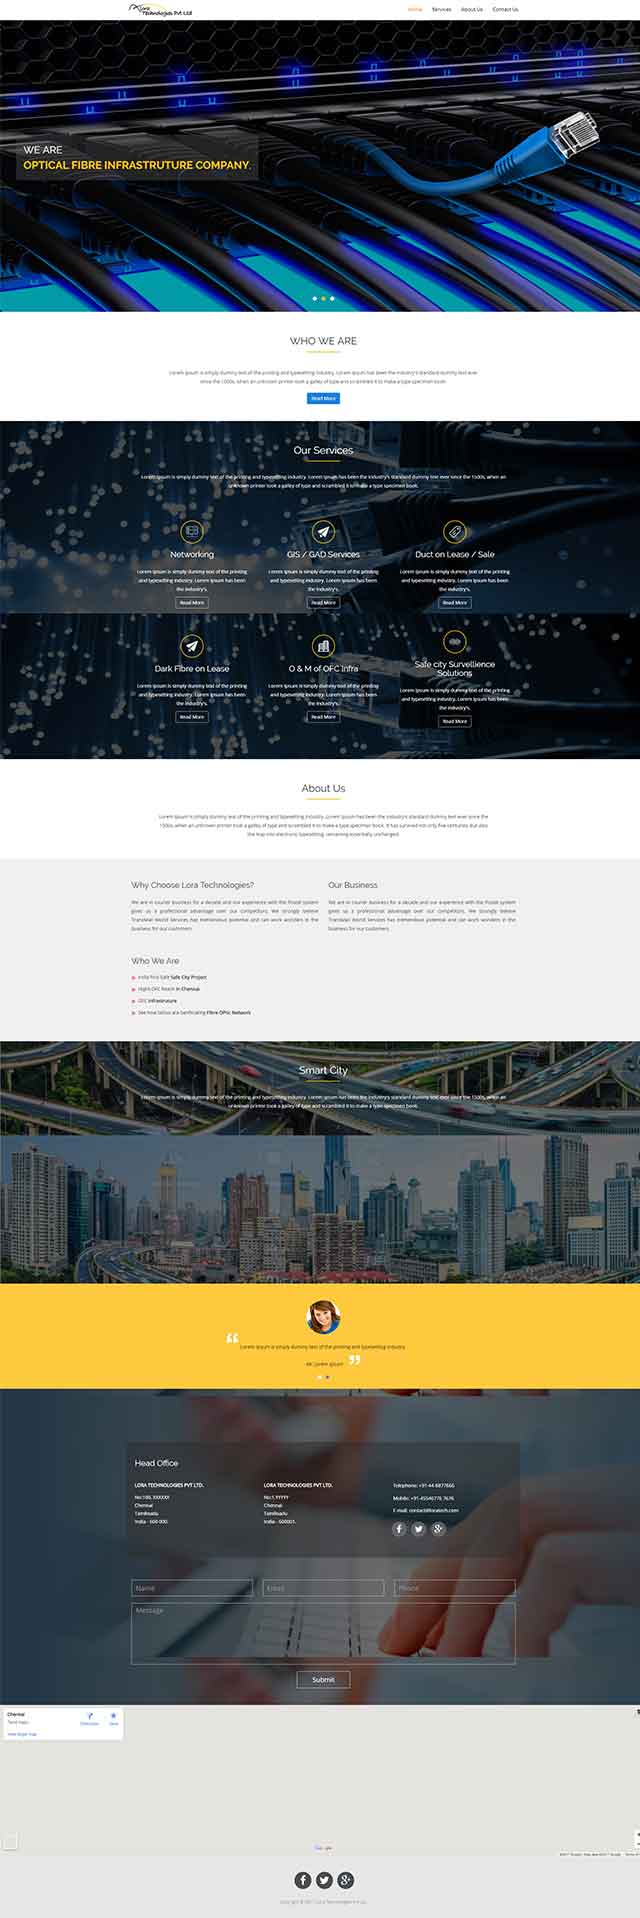 Lora
Technologies Pvt Ltd
Home Services About Us Contact Us
WE ARE
OPTICAL FIBRE INFRASTRUTURE COMPANY.
WHO WE ARE
Lorem Ipsum is simply dummy text of the printing and typesetting industry. Lorem Ipsum has been the industry's standard dummy text ever
since the 1500s, when an unknown printer took a galley of type and scrambled it to make a type specimen book.
Read More
Our Services
Lorem Ipsum is simply dummy text of the printing and typesetting industry. Lorem Ipsum has been the industry's standard dummy text ever since the 1500s, when an
unknown printer took a galley of type and scrambled it to make a type specimen book.
Networking
Lorem Ipsum is simply dummy text of the printing
and typesetting industry. Lorem Ipsum has been
the industry's.
Read More
GIS / GAD Services
Lorem Ipsum is simply dummy text of the printing
and typesetting industry. Lorem Ipsum has been
the industry's.
Read More
Duct on Lease / Sale
Lorem Ipsum is simply dummy text of the printing
and typesetting industry. Lorem Ipsum has been
the industry's.
Read More
Dark Fibre on Lease
Lorem Ipsum is simply dummy text of the printing
and typesetting industry. Lorem Ipsum has been
the industry's.
Read More
O & M of OFC Infra
Lorem Ipsum is simply dummy text of the printing
and typesetting industry. Lorem Ipsum has been
the industry's.
Read More
Safe city Survellience
Solutions
Lorem Ipsum is simply dummy text of the printing
and typesetting industry. Lorem Ipsum has been
the industry's.
Read More
About Us
Lorem Ipsum is simply dummy text of the printing and typesetting industry. Lorem Ipsum has been the industry's standard dummy text ever since the
1500s, when an unknown printer took a galley of type and scrambled it to make a type specimen book. It has survived not only five centuries, but also
the leap into electronic typesetting, remaining essentially unchanged.
Why Choose Lora Technologies?
We are in courier business for a decade and our experience with the Postal system
gives us a professional advantage over our competitors. We strongly believe
TransMail World Services has tremendous potential and can work wonders in the
business for our customers.
Our Business
We are in courier business for a decade and our experience with the Postal system
gives us a professional advantage over our competitors. We strongly believe
TransMail World Services has tremendous potential and can work wonders in the
business for our customers.
Who We Are
India first Safe Safe City Project
Hight OFC Reach in Chennai
OFC Infrastrature
See how telcos are benficiating Fibre OPtic Network
Smart City
Lorem Ipsum is simply dummy text of the printing and typesetting industry. Lorem Ipsum has been the industry's standard dummy text ever since the 1500s, when an
unknown printer took a galley of type and scrambled it to make a type specimen book.
“ Lorem Ipsum is simply dummy text of the printing and typesetting industry.
Lorem Ipsum ”
Head Office
LORA TECHNOLOGIES PVT LTD.
No:100, XXXXXX
Chennai
Tamilnadu
India - 600 000.
LORA TECHNOLOGIES PVT LTD.
No:1,YYYYY
Chennai
Tamilnadu
India - 600001.
Telephone: +91-44 8877666
Mobile: +91-45546776 7676
E-mail: contact@loratech.com
Name Email Phone
Message
Submit
Chennai
Tamil Nadu
Directions Save
View larger map
Google